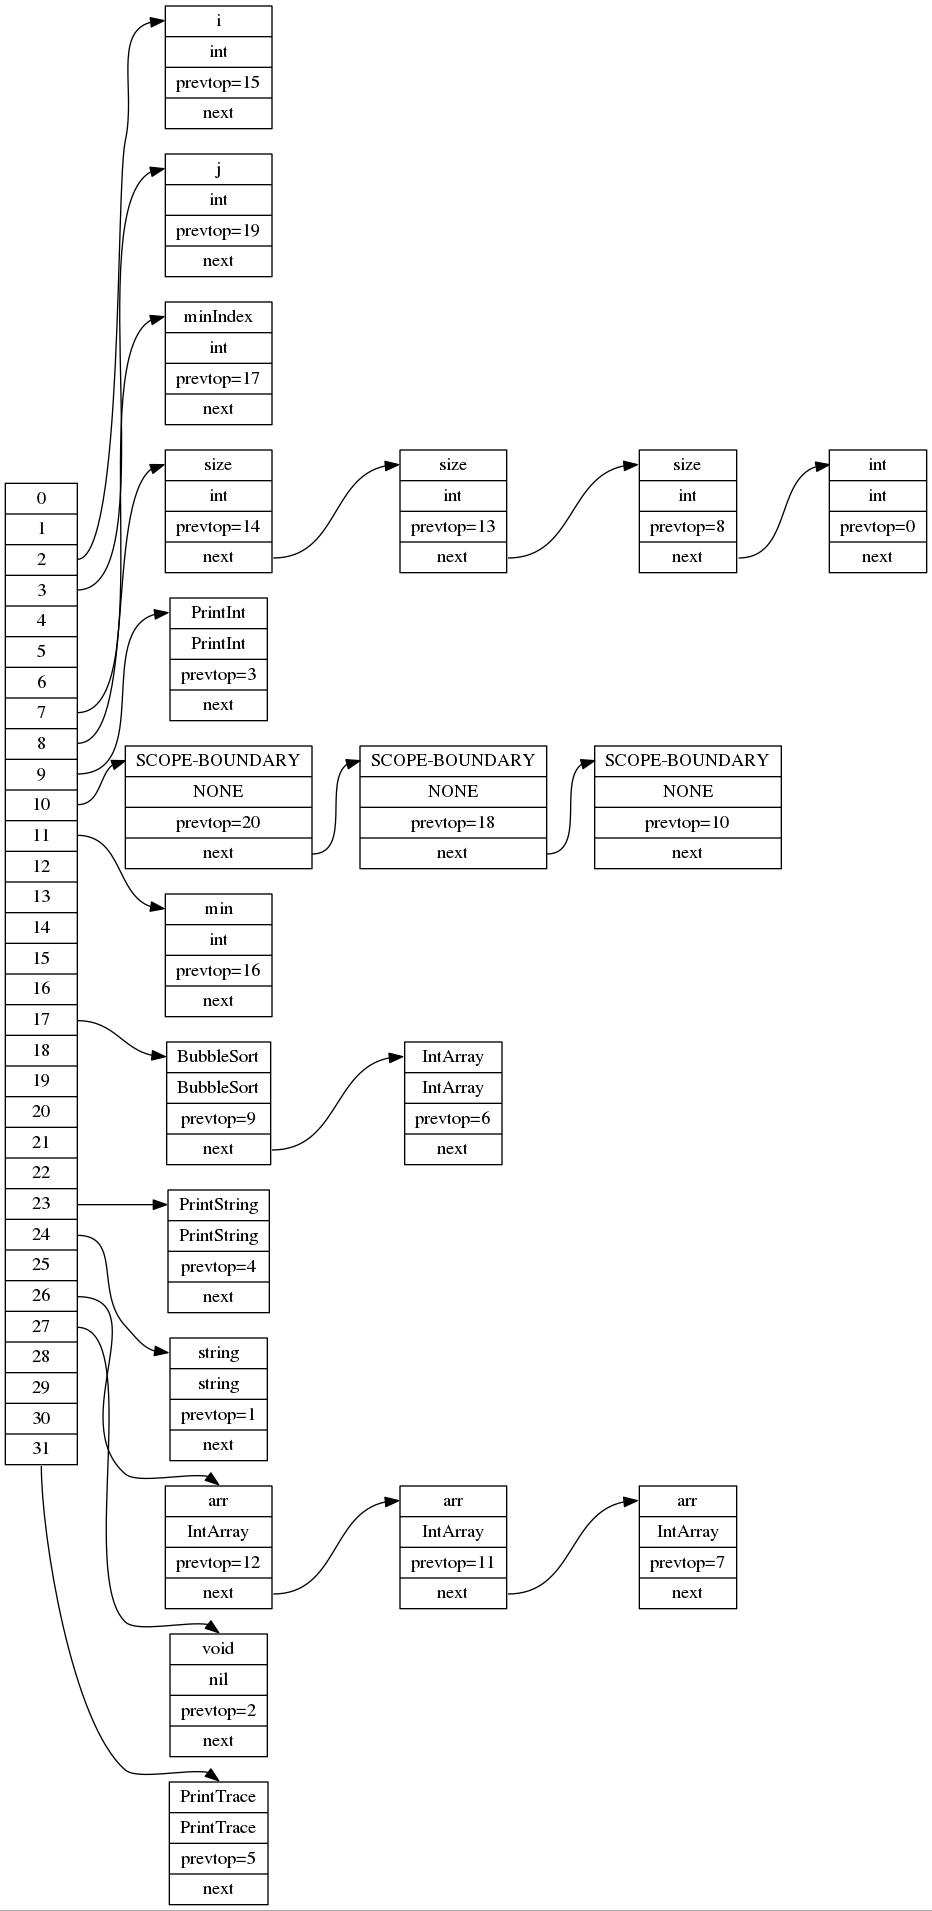 i
int
prevtop=15
next
j
int
prevtop=19
next
minIndex
int
prevtop=17
next
size
int
prevtop=14
next
size
int
prevtop=13
next
size
int
prevtop=8
next
int
int
prevtop=0
next
0
1
2
3
4
5
6
7
8
9
10
11
12
13
14
15
16
17
18
19
20
21
22
23
24
25
26
27
28
29
30
31
PrintInt
PrintInt
prevtop=3
next
SCOPE-BOUNDARY
NONE
prevtop=20
next
SCOPE-BOUNDARY
NONE
prevtop=18
next
SCOPE-BOUNDARY
NONE
prevtop=10
next
min
int
prevtop=16
next
BubbleSort
BubbleSort
prevtop=9
next
IntArray
IntArray
prevtop=6
next
PrintString
PrintString
prevtop=4
next
string
string
prevtop=1
next
arr
IntArray
prevtop=12
next
arr
IntArray
prevtop=11
next
arr
IntArray
prevtop=7
next
void
nil
prevtop=2
next
PrintTrace
PrintTrace
prevtop=5
next